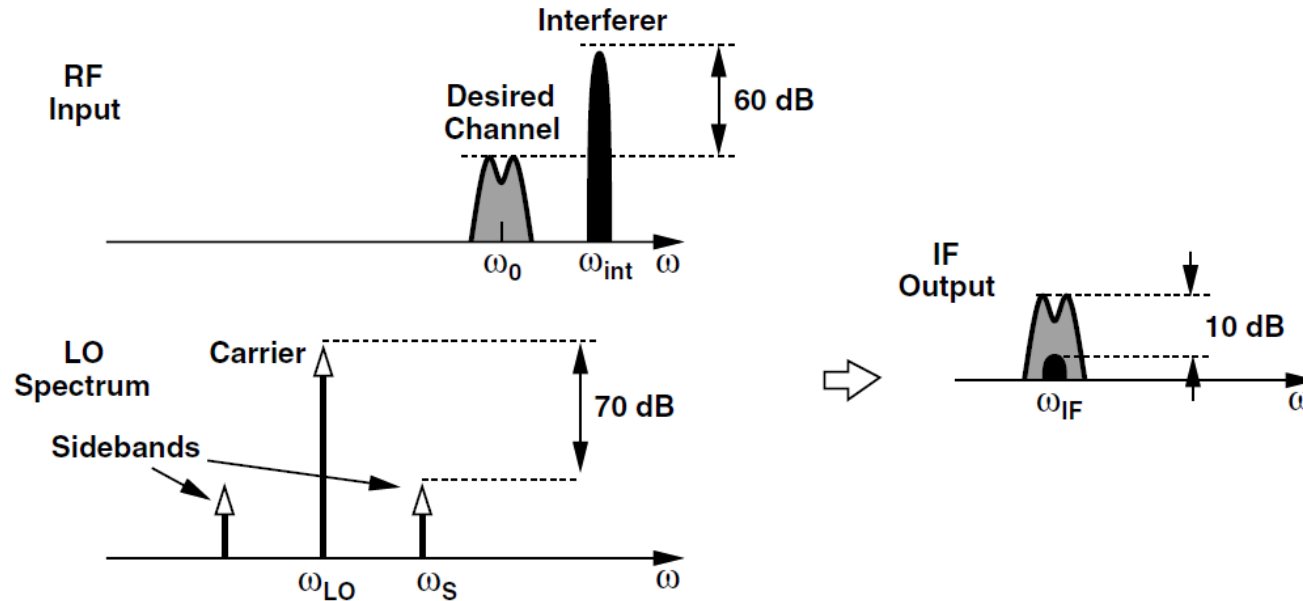 Interferer
RF
Input
Desired
Channel
60 dB
ω0
ωint
ω
LO
Spectrum
Carrier
70 dB
Sidebands
ωLO
ωS
ω
IF
Output
10 dB
ωIF
ω